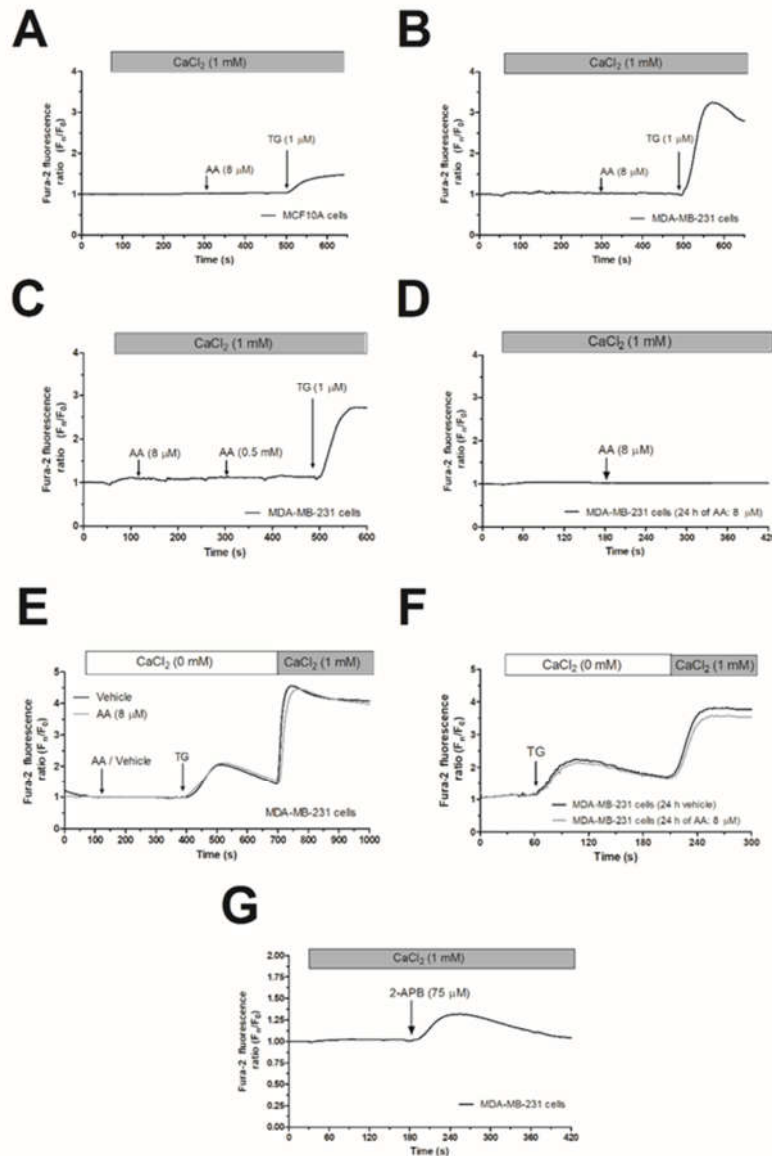 A
CaCl₂ (1 mM)
Fura-2 fluorescence
ratio (Fₙ/F₀)
4
3
2
1
0
AA (8 μM)
TG (1 μM)
MCF10A cells
0 100 200 300 400 500 600
Time (s)
B
CaCl₂ (1 mM)
Fura-2 fluorescence
ratio (Fₙ/F₀)
4
3
2
1
0
AA (8 μM)
TG (1 μM)
MDA-MB-231 cells
0 100 200 300 400 500 600
Time (s)
C
CaCl₂ (1 mM)
Fura-2 fluorescence
ratio (Fₙ/F₀)
4
3
2
1
0
AA (8 μM)
AA (0.5 mM)
TG (1 μM)
MDA-MB-231 cells
0 100 200 300 400 500 600
Time (s)
D
CaCl₂ (1 mM)
Fura-2 fluorescence
ratio (Fₙ/F₀)
4
3
2
1
0
AA (8 μM)
MDA-MB-231 cells (24 h of AA: 8 μM)
0 60 120 180 240 300 360 420
Time (s)
E
CaCl₂ (0 mM) CaCl₂ (1 mM)
Fura-2 fluorescence
ratio (Fₙ/F₀)
5
4
3
2
1
0
Vehicle
AA (8 μM)
AA / Vehicle
TG
MDA-MB-231 cells
0 100 200 300 400 500 600 700 800 900 1000
Time (s)
F
CaCl₂ (0 mM) CaCl₂ (1 mM)
Fura-2 fluorescence
ratio (Fₙ/F₀)
5
4
3
2
1
0
TG
MDA-MB-231 cells (24 h vehicle)
MDA-MB-231 cells (24 h of AA: 8 μM)
0 60 120 180 240 300
Time (s)
G
CaCl₂ (1 mM)
Fura-2 fluorescence
ratio (Fₙ/F₀)
2.00
1.75
1.50
1.25
1.00
0.75
0.50
0.25
0.00
2-APB (75 μM)
MDA-MB-231 cells
0 60 120 180 240 300 360 420
Time (s)